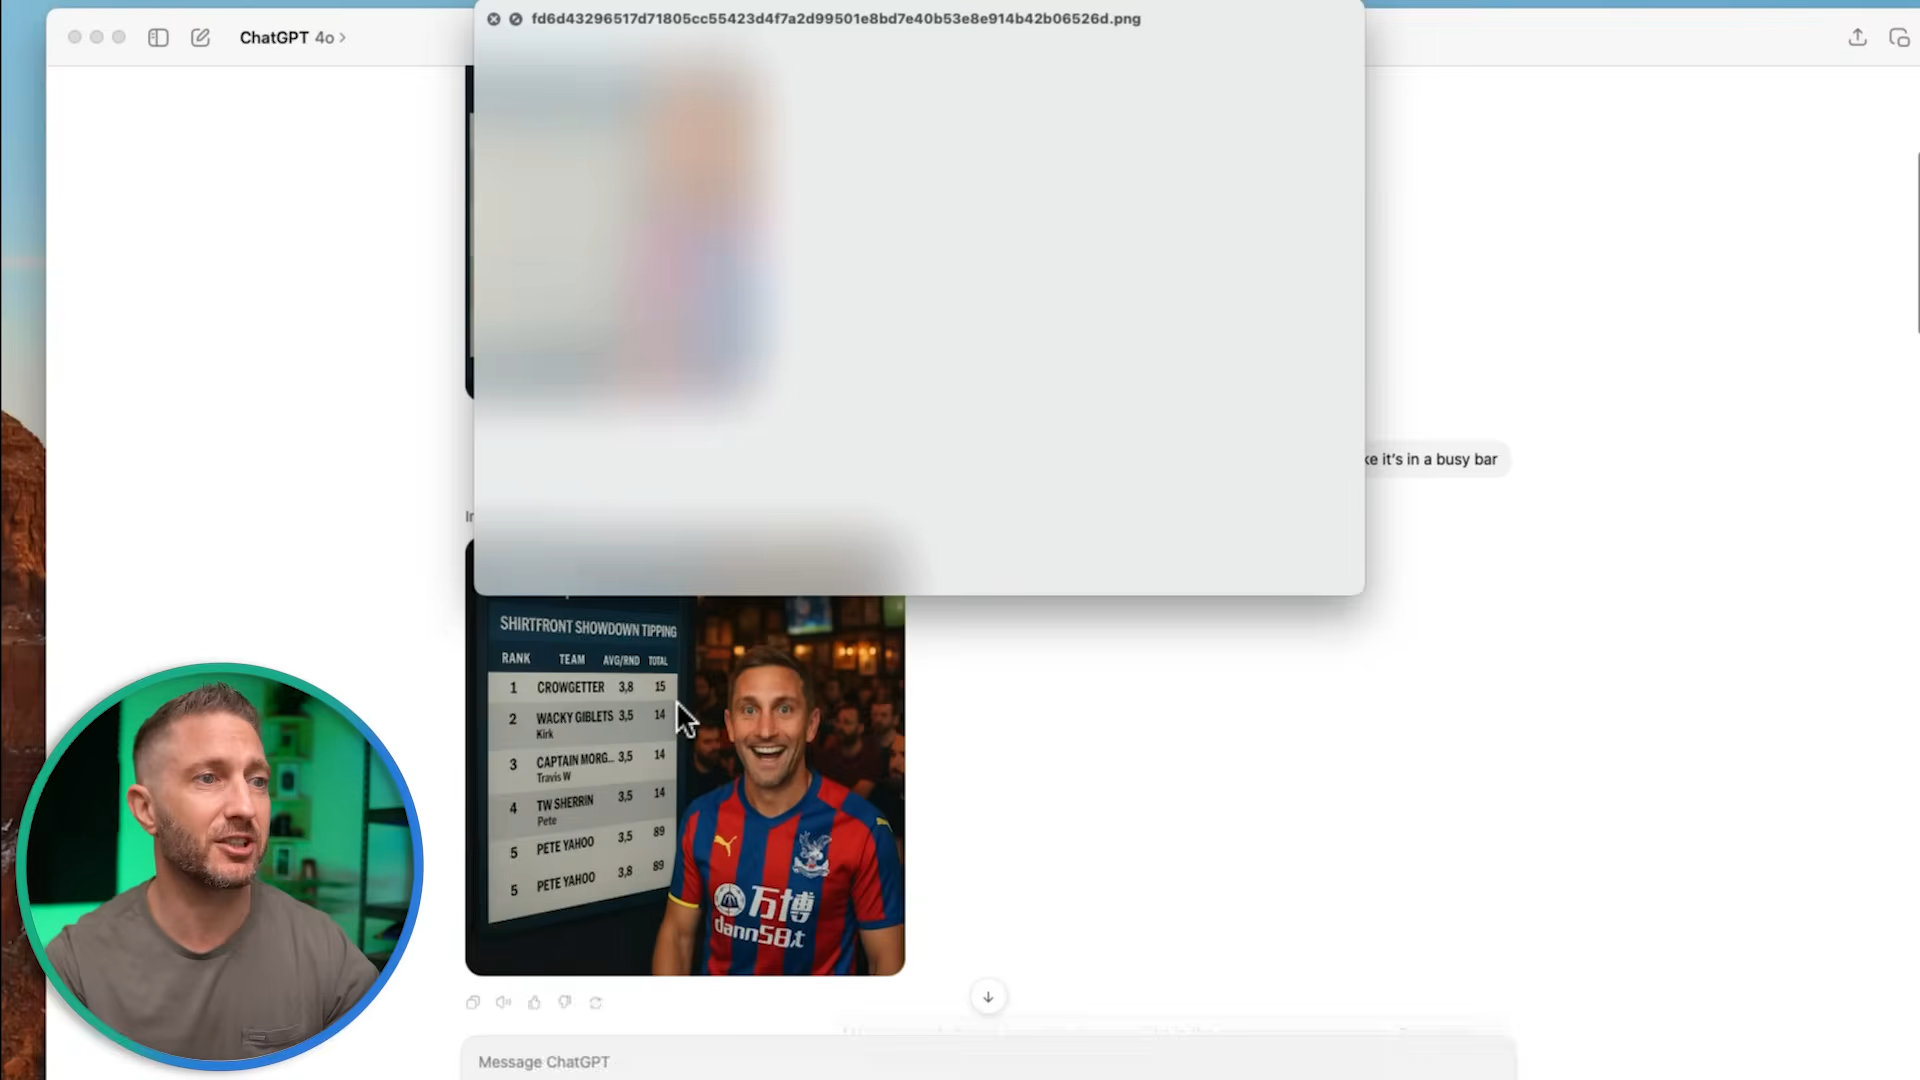 fd6d43296517d71805cc55423d4f7a2d99501e8bd7e40b53e8e914b42b06526d.png
ChatGPT 4o >
ke it's in a busy bar
SHIRTFRONT SHOWDOWN TIPPING
RANK TEAM AVG/RND TOTAL
1 CROWGETTER 3,8 15
2 WACKY GIBLETS 3,5 14
Kirk
3 CAPTAIN MORG... 3,5 14
Travis W
4 TW SHERRIN 3,5 14
Pete
5 PETE YAHOO 3,5 89
5 PETE YAHOO 3,8 89
万博
dann58.t
Message ChatGPT